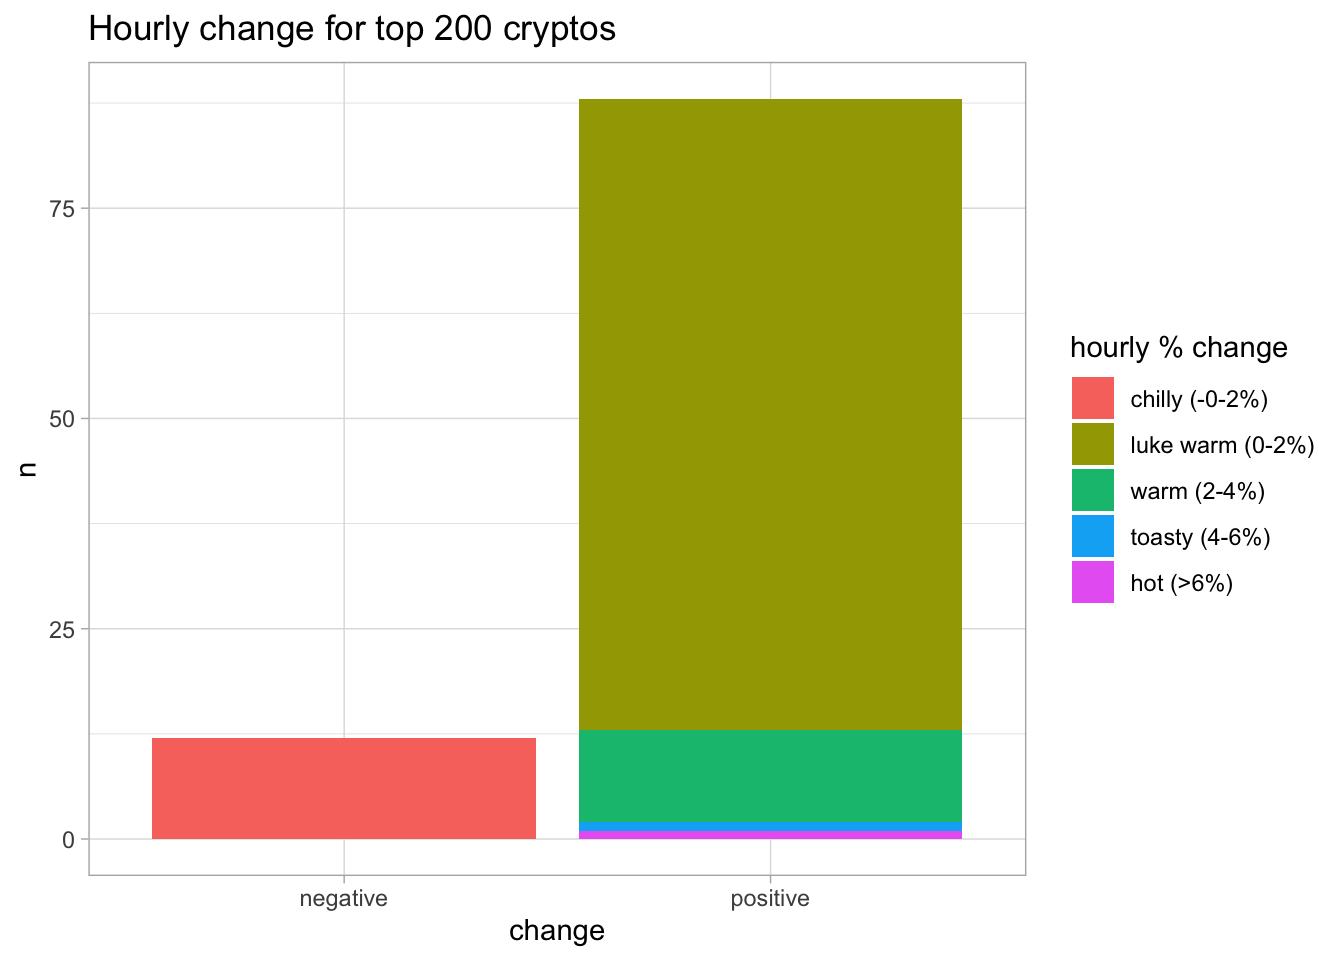 Hourly change for top 200 cryptos
75
50
25
0
n
negative
positive
change
hourly % change
chilly (-0-2%)
luke warm (0-2%)
warm (2-4%)
toasty (4-6%)
hot (>6%)